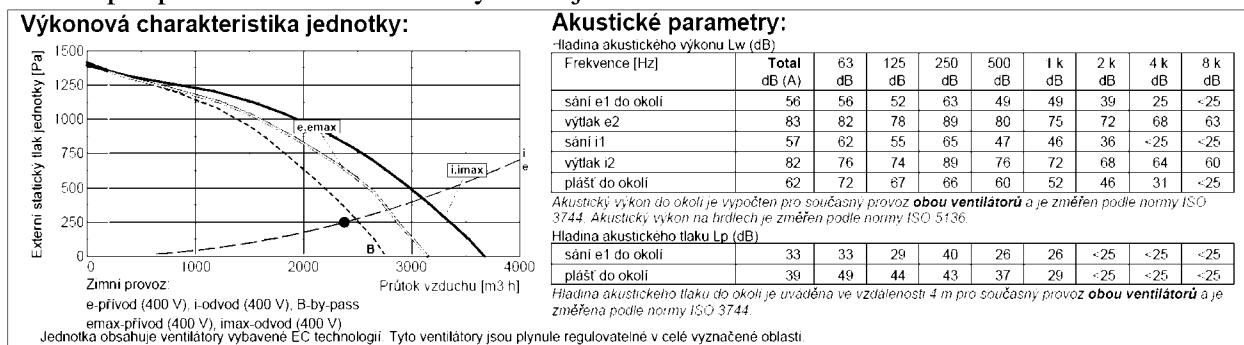 Výkonová charakteristika jednotky:
Externí statický tlak jednotky [Pa]
1500
1250
1000
750
500
250
0
e.emax
i.imax
i
e
B
0 1000 2000 3000 4000
Zimní provoz: Průtok vzduchu [m3 h]
e-přívod (400 V), i-odvod (400 V), B-by-pass
emax-přívod (400 V), imax-odvod (400 V)
Jednotka obsahuje ventilátory vybavené EC technologií. Tyto ventilátory jsou plynule regulovatelné v celé vyznačené oblasti.
Akustické parametry:
Hladina akustického výkonu Lw (dB)
Frekvence [Hz] Total 63 125 250 500 1 k 2 k 4 k 8 k
dB (A) dB dB dB dB dB dB dB dB
sání e1 do okolí 56 56 52 63 49 49 39 25 <25
výtlak e2 83 82 78 89 80 75 72 68 63
sání i1 57 62 55 65 47 46 36 <25 <25
výtlak i2 82 76 74 89 76 72 68 64 60
plášť do okolí 62 72 67 66 60 52 46 31 <25
Akustický výkon do okolí je vypočten pro současný provoz obou ventilátorů a je změřen podle normy ISO
3744. Akustický výkon na hrdlech je změřen podle normy ISO 5136.
Hladina akustického tlaku Lp (dB)
sání e1 do okolí 33 33 29 40 26 26 <25 <25 <25
plášť do okolí 39 49 44 43 37 29 <25 <25 <25
Hladina akustického tlaku do okolí je uváděna ve vzdálenosti 4 m pro současný provoz obou ventilátorů a je
změřena podle normy ISO 3744.